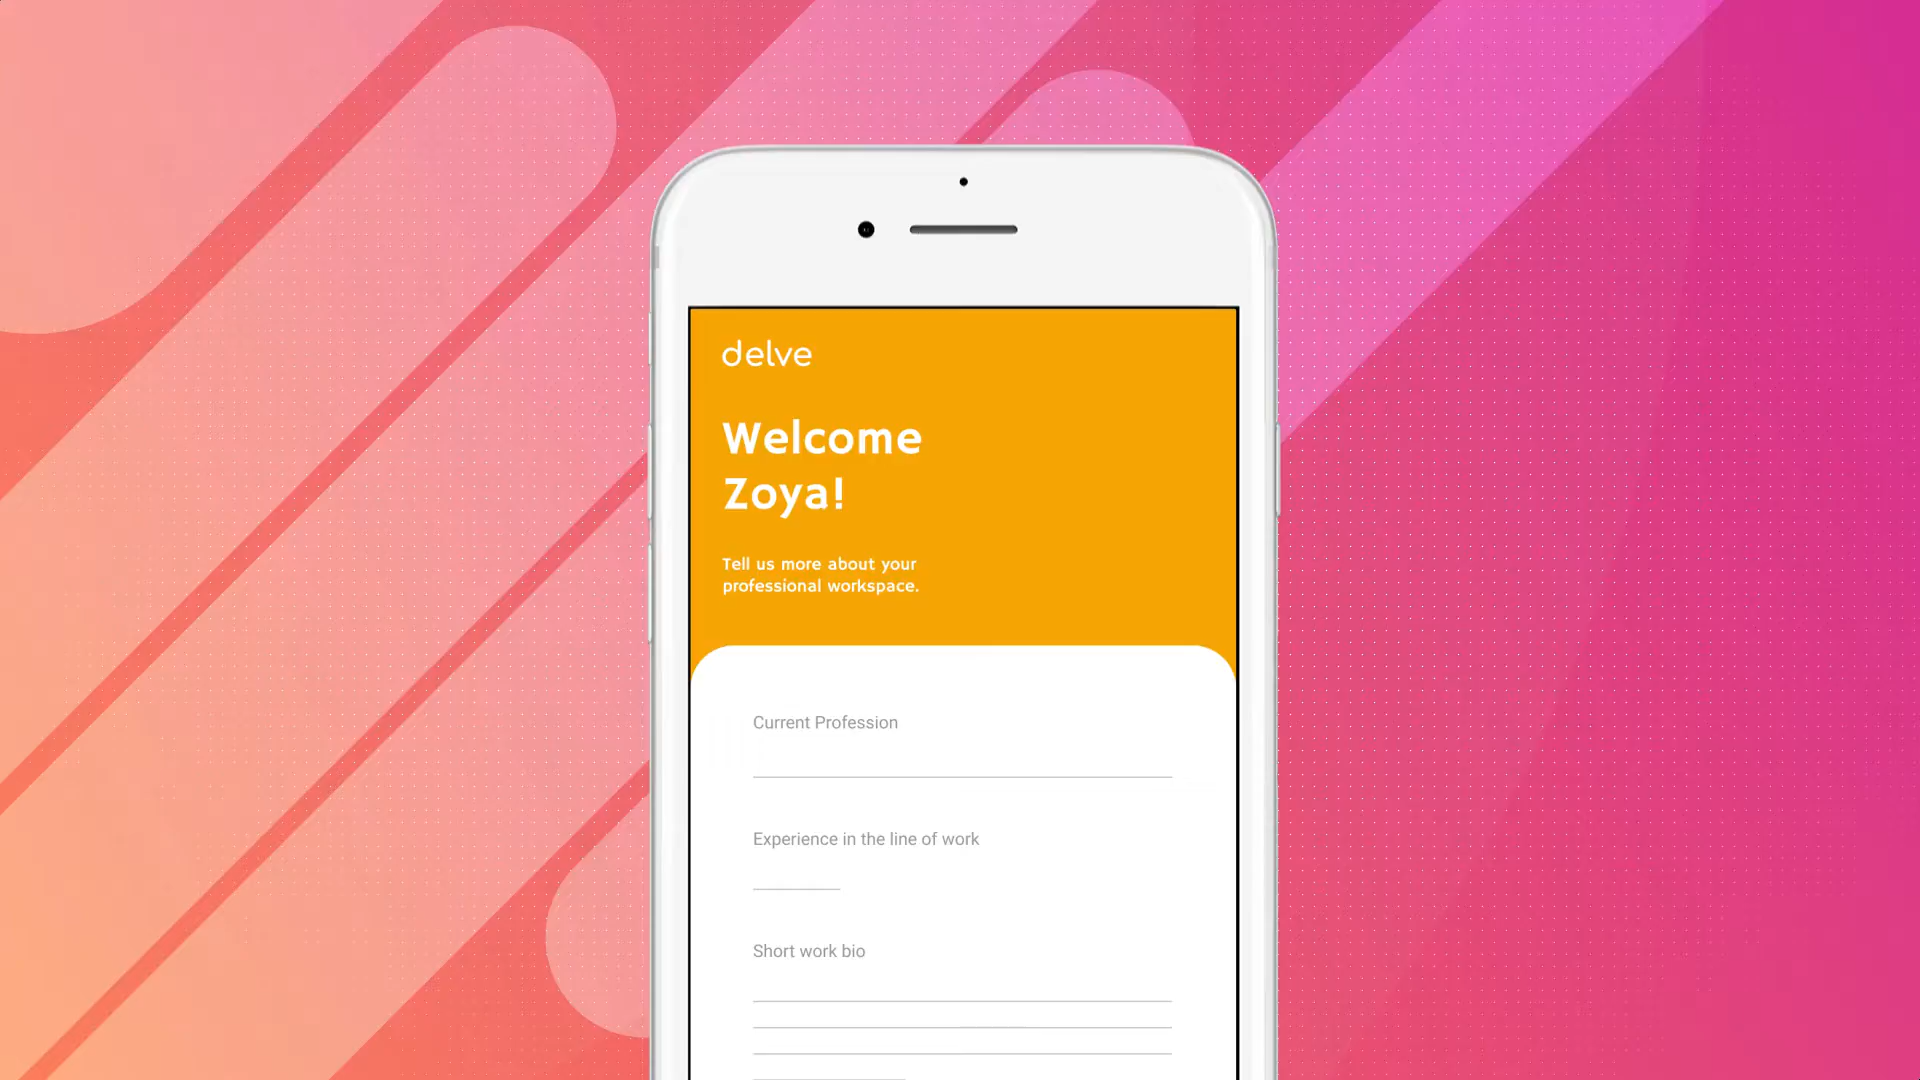 delve
Welcome
Zoya!
Tell us more about your
professional workspace.
Current Profession
Experience in the line of work
Short work bio